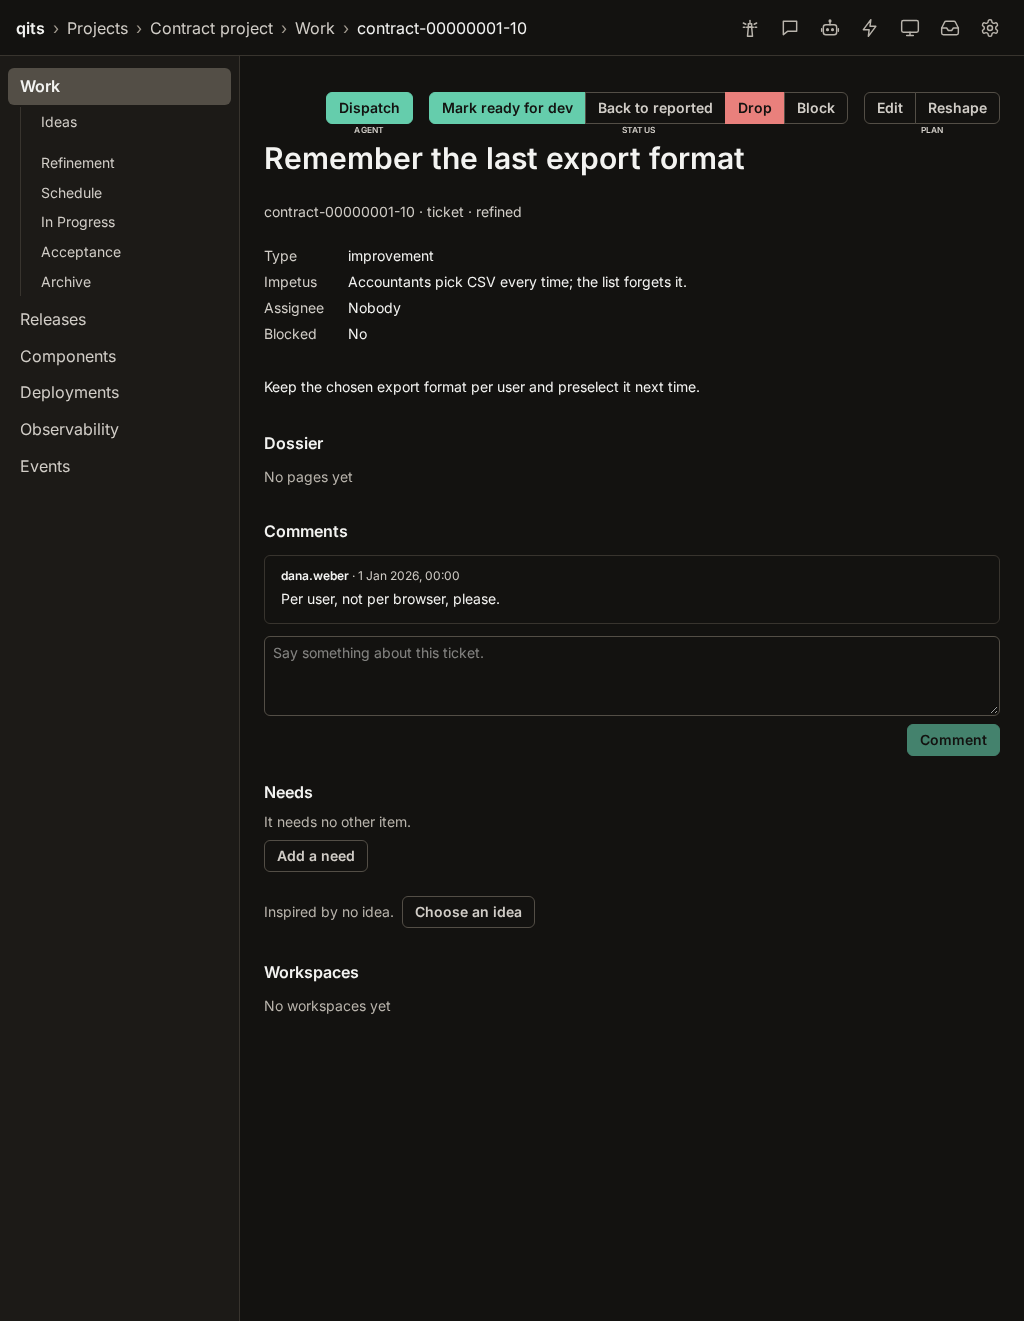 qits › Projects › Contract project › Work › contract-00000001-10
Work
Ideas
Refinement
Schedule
In Progress
Acceptance
Archive
Releases
Components
Deployments
Observability
Events
Dispatch
AGENT
Mark ready for dev Back to reported Drop Block
STATUS
Edit Reshape
PLAN
Remember the last export format
contract-00000001-10 · ticket · refined
Type improvement
Impetus Accountants pick CSV every time; the list forgets it.
Assignee Nobody
Blocked No
Keep the chosen export format per user and preselect it next time.
Dossier
No pages yet
Comments
dana.weber · 1 Jan 2026, 00:00
Per user, not per browser, please.
Say something about this ticket.
Comment
Needs
It needs no other item.
Add a need
Inspired by no idea. Choose an idea
Workspaces
No workspaces yet